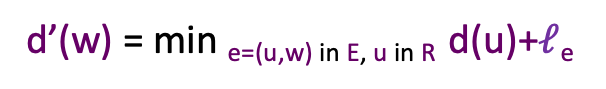 d’(w) = min e=(u,w) in E, u in R d(u)+ℓe